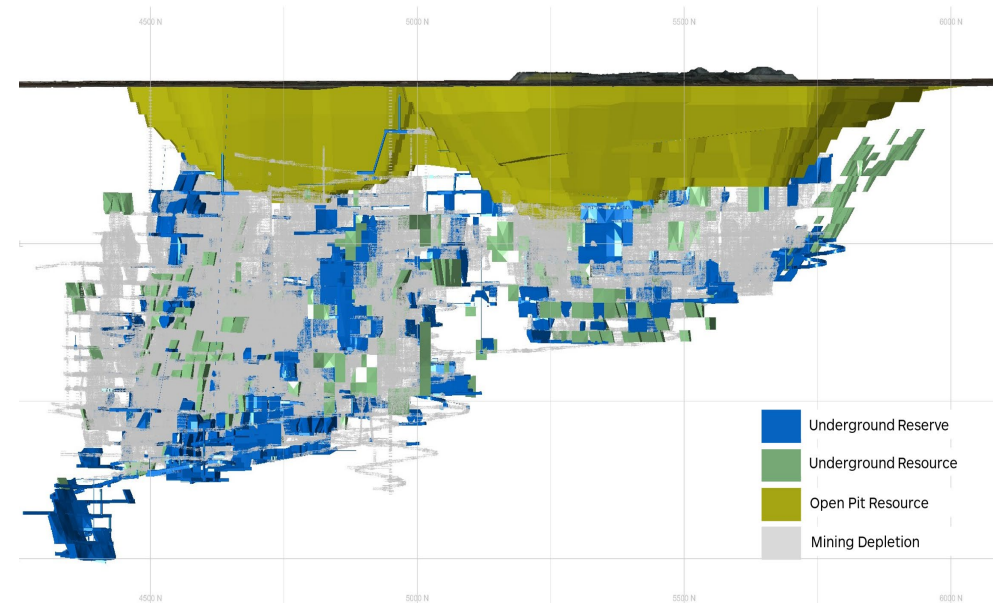 4500 N
5000 N
5500 N
6000 N
Underground Reserve
Underground Resource
Open Pit Resource
Mining Depletion
4500 N
5000 N
5500 N
6000 N